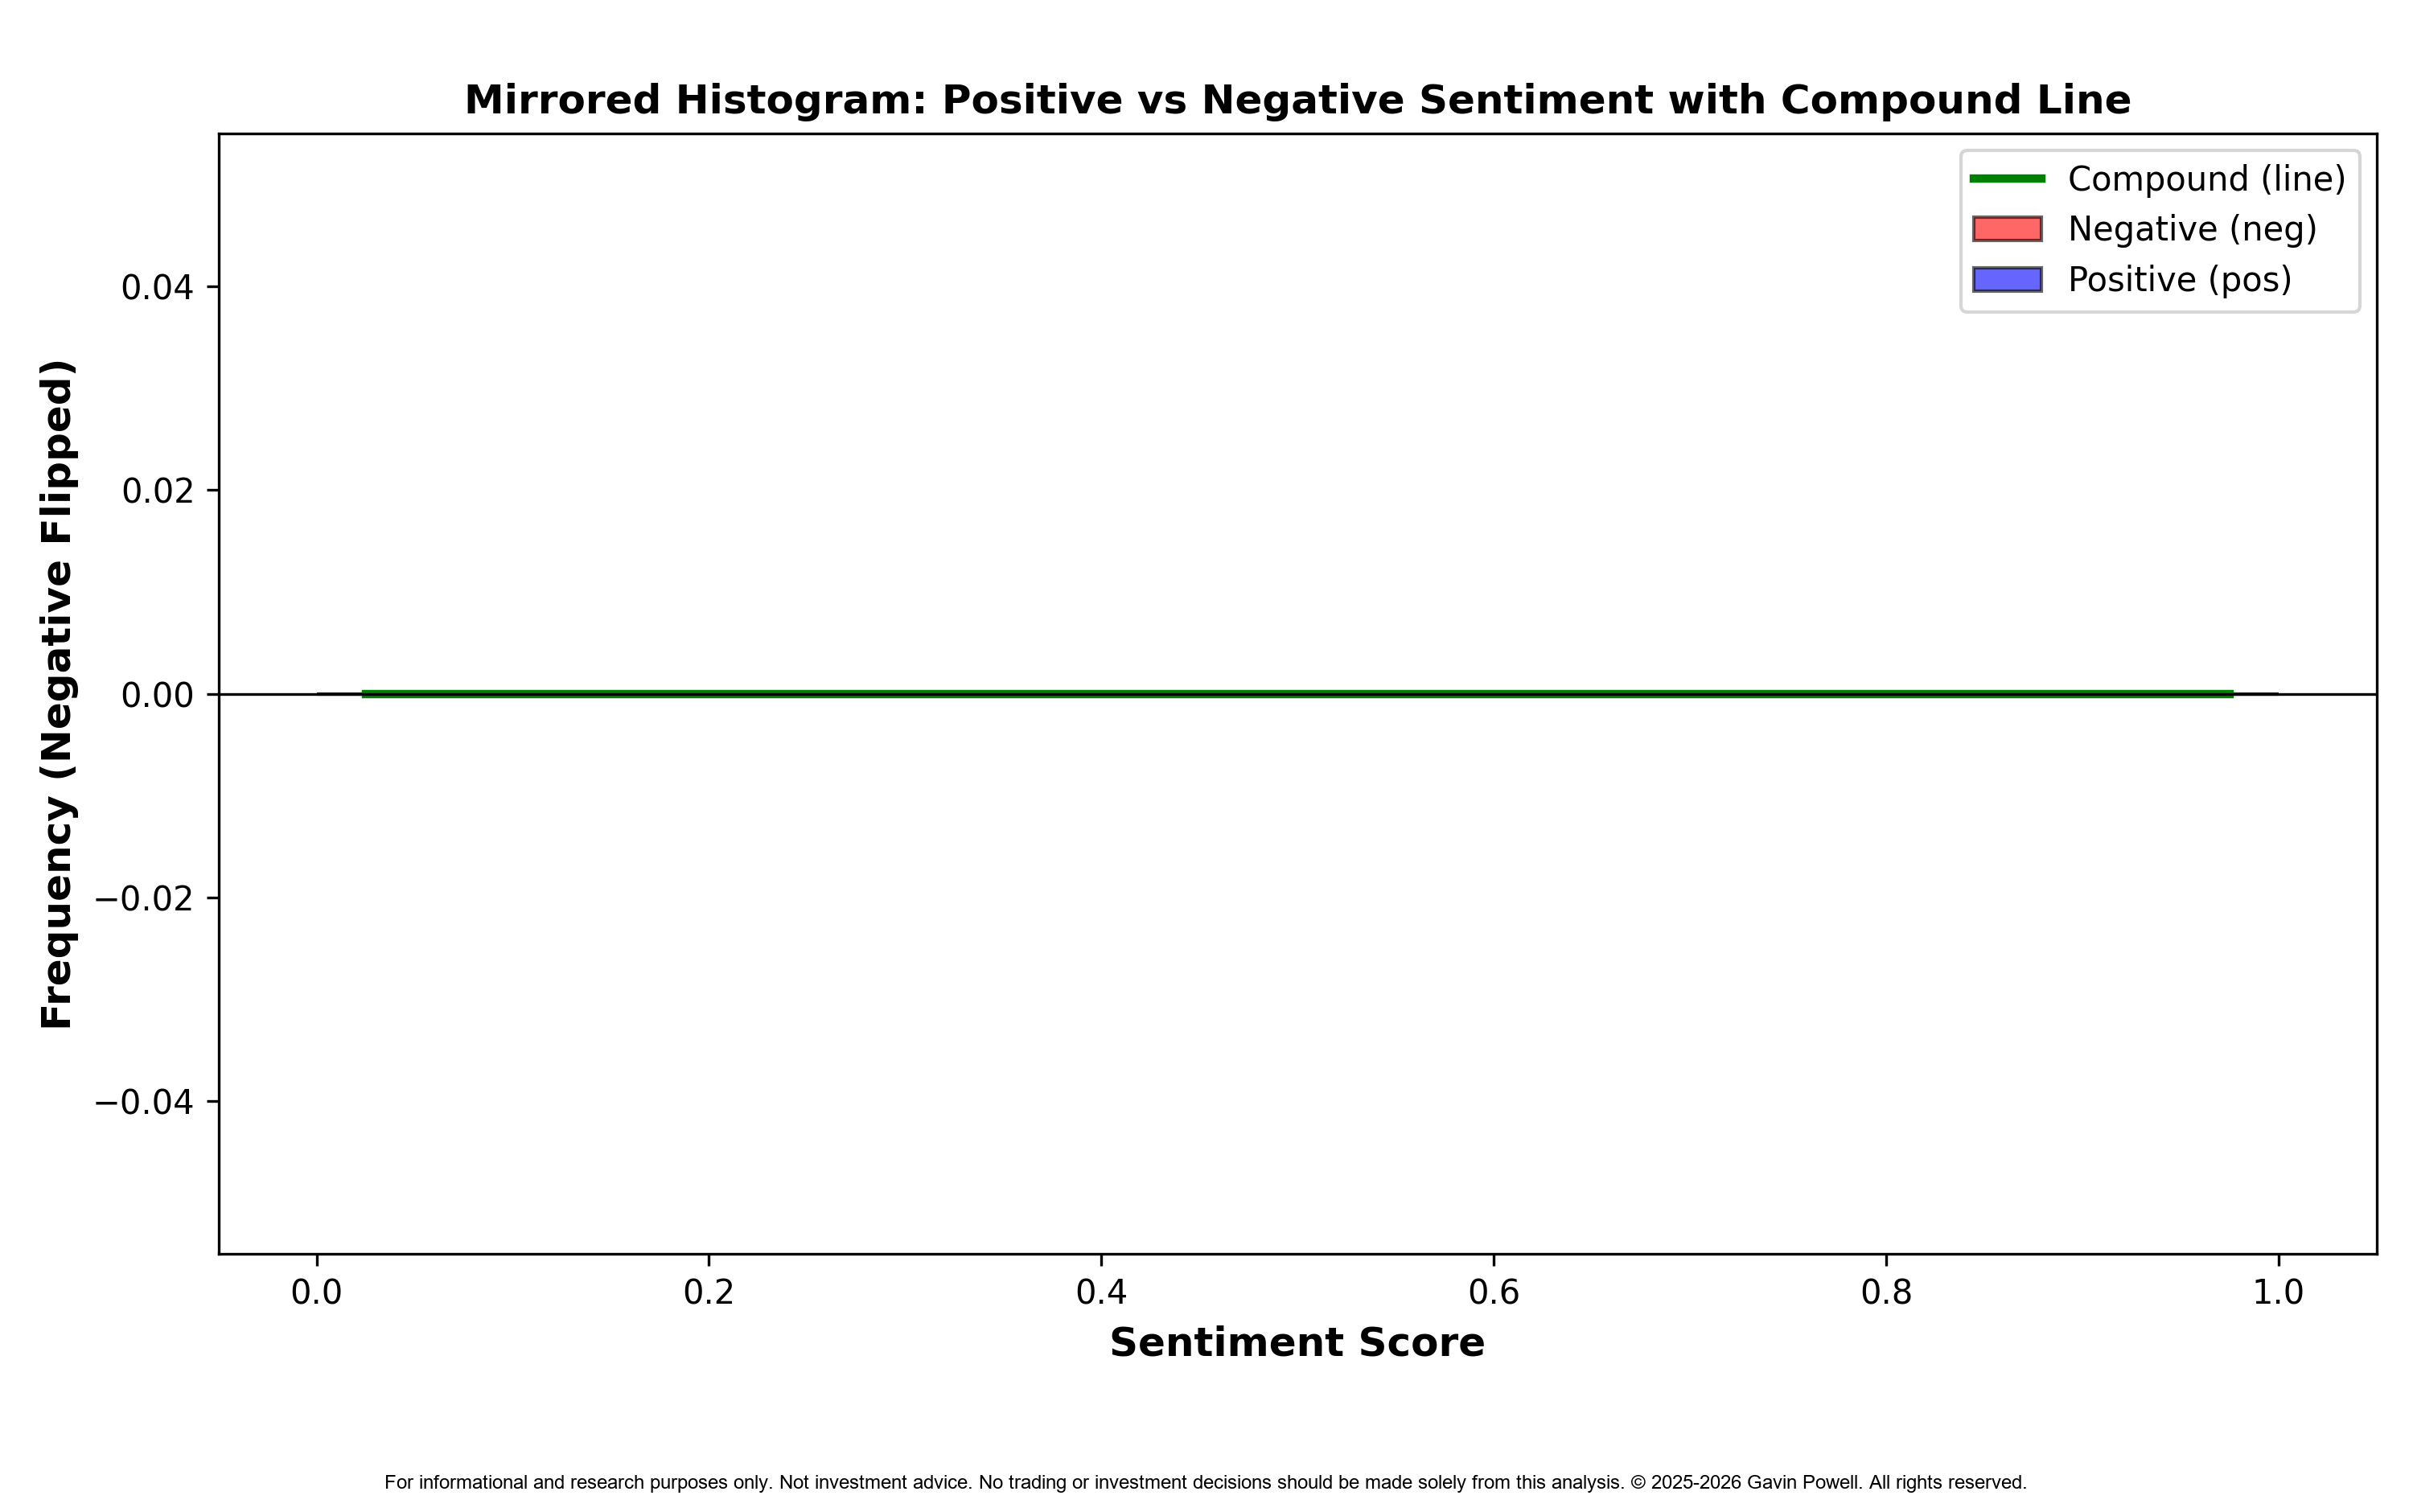 Mirrored Histogram: Positive vs Negative Sentiment with Compound Line
Compound (line)
Negative (neg)
Positive (pos)
Frequency (Negative Flipped)
0.04
0.02
0.00
−0.02
−0.04
0.0 0.2 0.4 0.6 0.8 1.0
Sentiment Score
For informational and research purposes only. Not investment advice. No trading or investment decisions should be made solely from this analysis. © 2025-2026 Gavin Powell. All rights reserved.